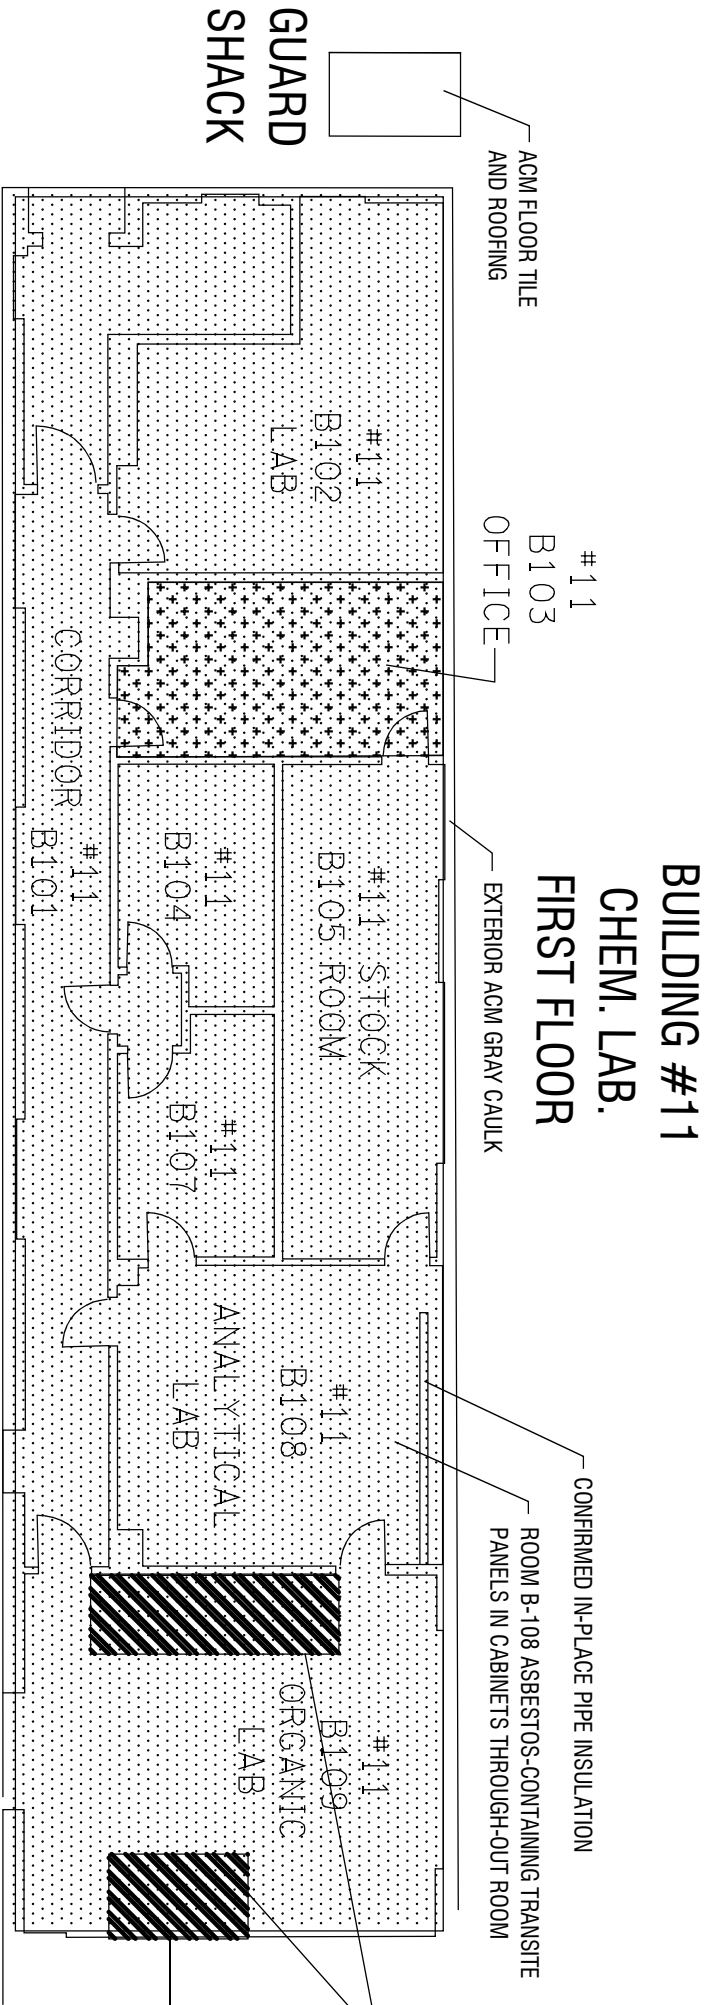 GUARD
SHACK
ACM FLOOR TILE
AND ROOFING
BUILDING #11
CHEM. LAB.
FIRST FLOOR
#11
B103
OFFICE
EXTERIOR ACM GRAY CAULK
CONFIRMED IN-PLACE PIPE INSULATION
ROOM B-108 ASBESTOS-CONTAINING TRANSITE
PANELS IN CABINETS THROUGH-OUT ROOM
#11
B102
LAB
#11 STOCK
B105 ROOM
#11
B104
#11
B107
#11
B108
ANALYTICAL
LAB
#11
B109
ORGANIC
LAB
CORRIDOR
#11
B101